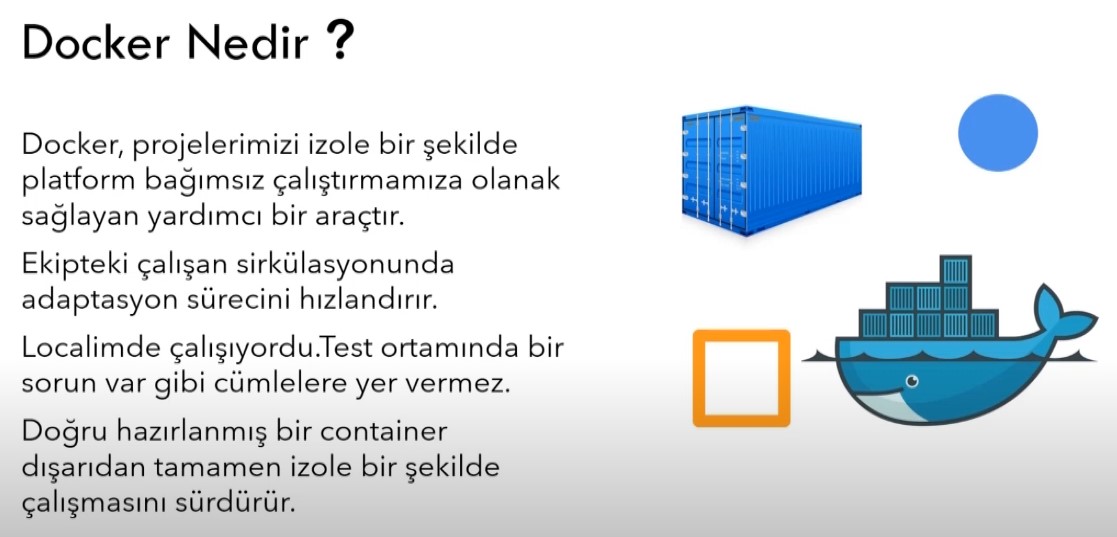 Docker Nedir ?
Docker, projelerimizi izole bir şekilde
platform bağımsız çalıştırmamıza olanak
sağlayan yardımcı bir araçtır.
Ekipteki çalışan sirkülasyonunda
adaptasyon sürecini hızlandırır.
Localimde çalışıyordu.Test ortamında bir
sorun var gibi cümlelere yer vermez.
Doğru hazırlanmış bir container
dışarıdan tamamen izole bir şekilde
çalışmasını sürdürür.